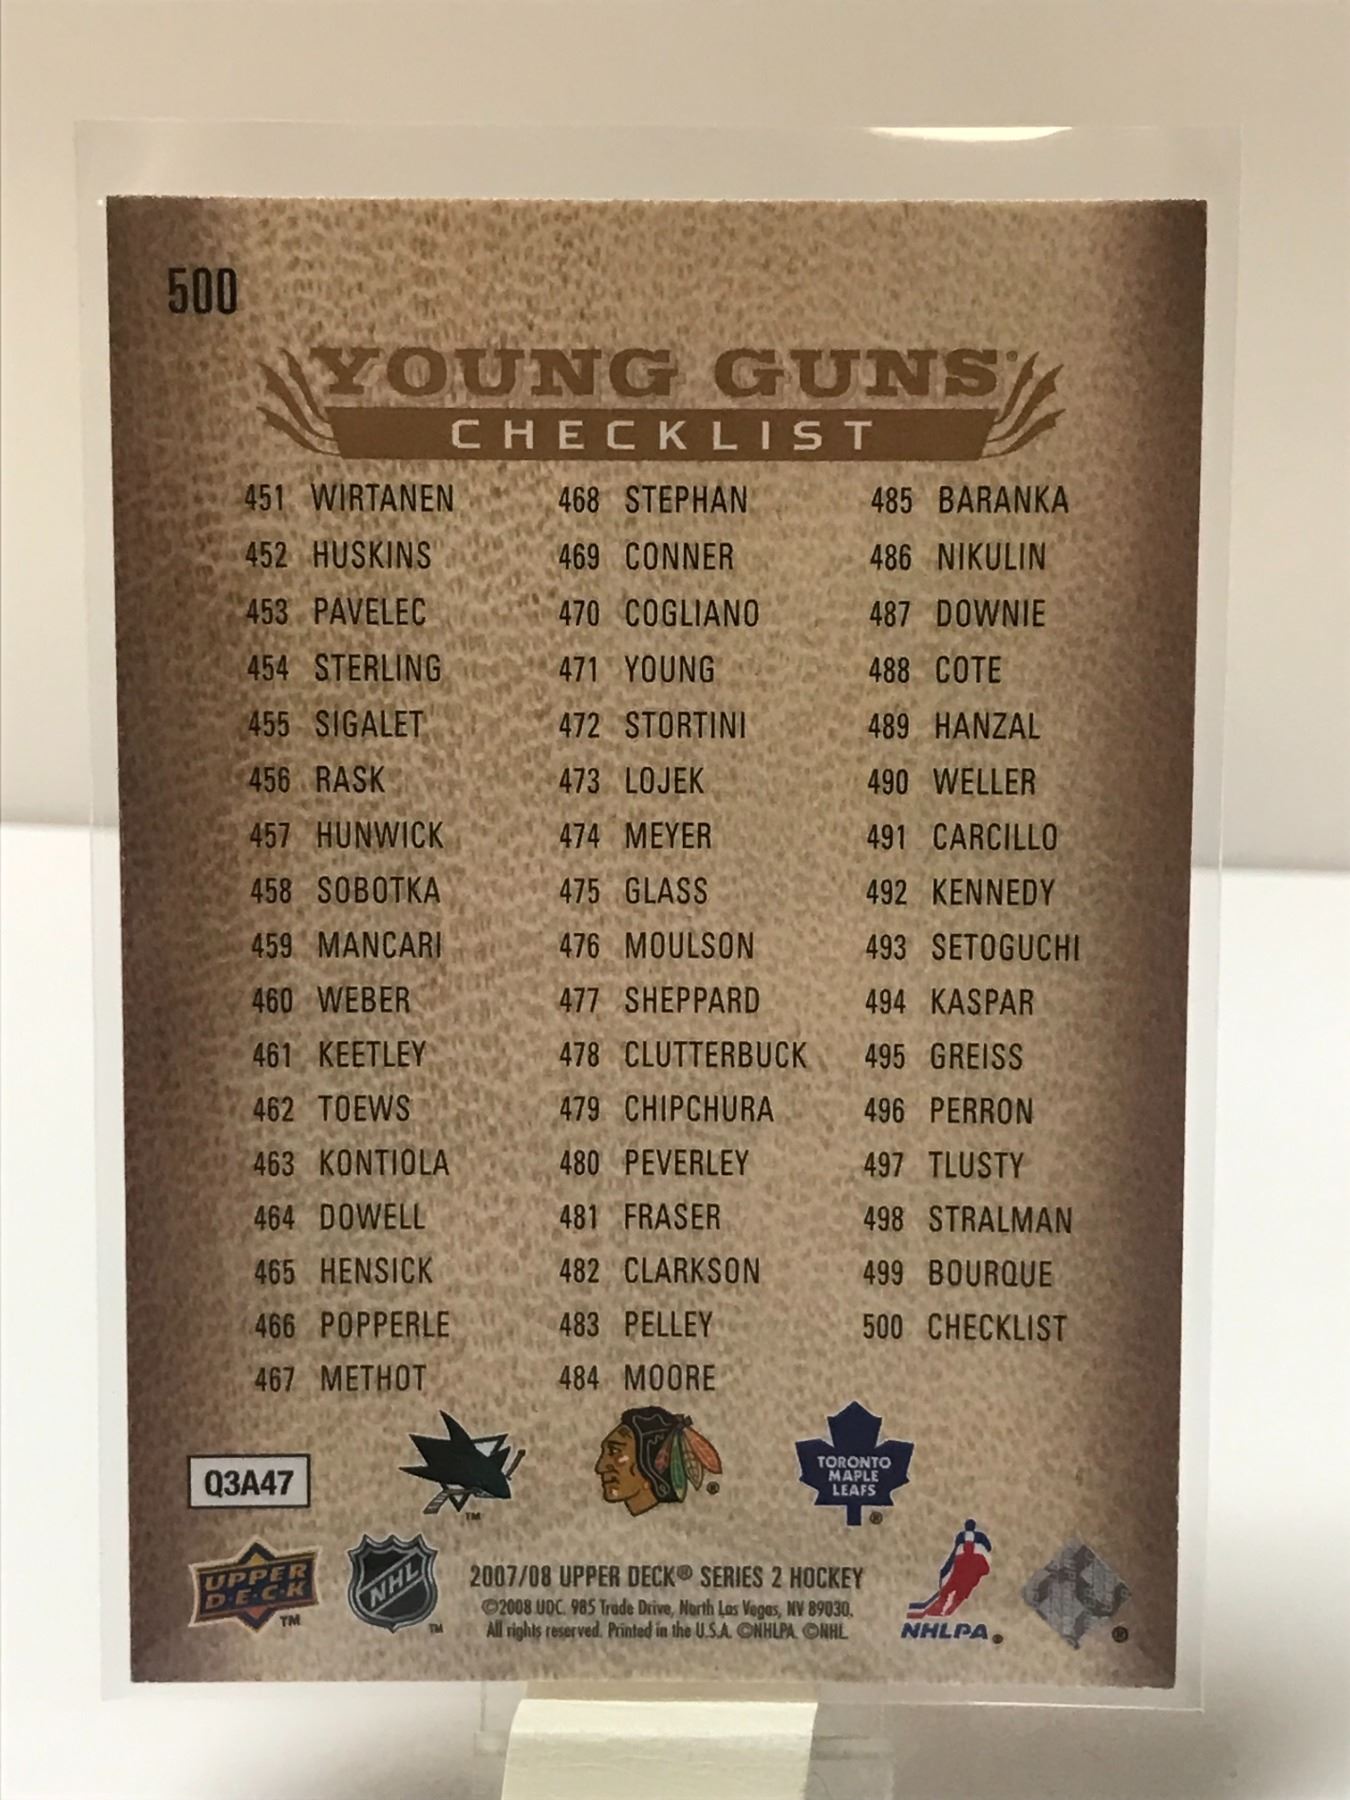 500
YOUNG GUNS®
CHECKLIST
451 WIRTANEN
452 HUSKINS
453 PAVELEC
454 STERLING
455 SIGALET
456 RASK
457 HUNWICK
458 SOBOTKA
459 MANCARI
460 WEBER
461 KEETLEY
462 TOEWS
463 KONTIOLA
464 DOWELL
465 HENSICK
466 POPPERLE
467 METHOT
468 STEPHAN
469 CONNER
470 COGLIANO
471 YOUNG
472 STORTINI
473 LOJEK
474 MEYER
475 GLASS
476 MOULSON
477 SHEPPARD
478 CLUTTERBUCK
479 CHIPCHURA
480 PEVERLEY
481 FRASER
482 CLARKSON
483 PELLEY
484 MOORE
485 BARANKA
486 NIKULIN
487 DOWNIE
488 COTE
489 HANZAL
490 WELLER
491 CARCILLO
492 KENNEDY
493 SETOGUCHI
494 KASPAR
495 GREISS
496 PERRON
497 TLUSTY
498 STRALMAN
499 BOURQUE
500 CHECKLIST
Q3A47
TM
®
TORONTO
MAPLE
LEAFS
®
UPPER
D·E·C·K
TM
NHL
TM
2007/08 UPPER DECK® SERIES 2 HOCKEY
©2008 UDC. 985 Trade Drive, North Las Vegas, NV 89030.
All rights reserved. Printed in the U.S.A. ©NHLPA. ©NHL
NHLPA®
®